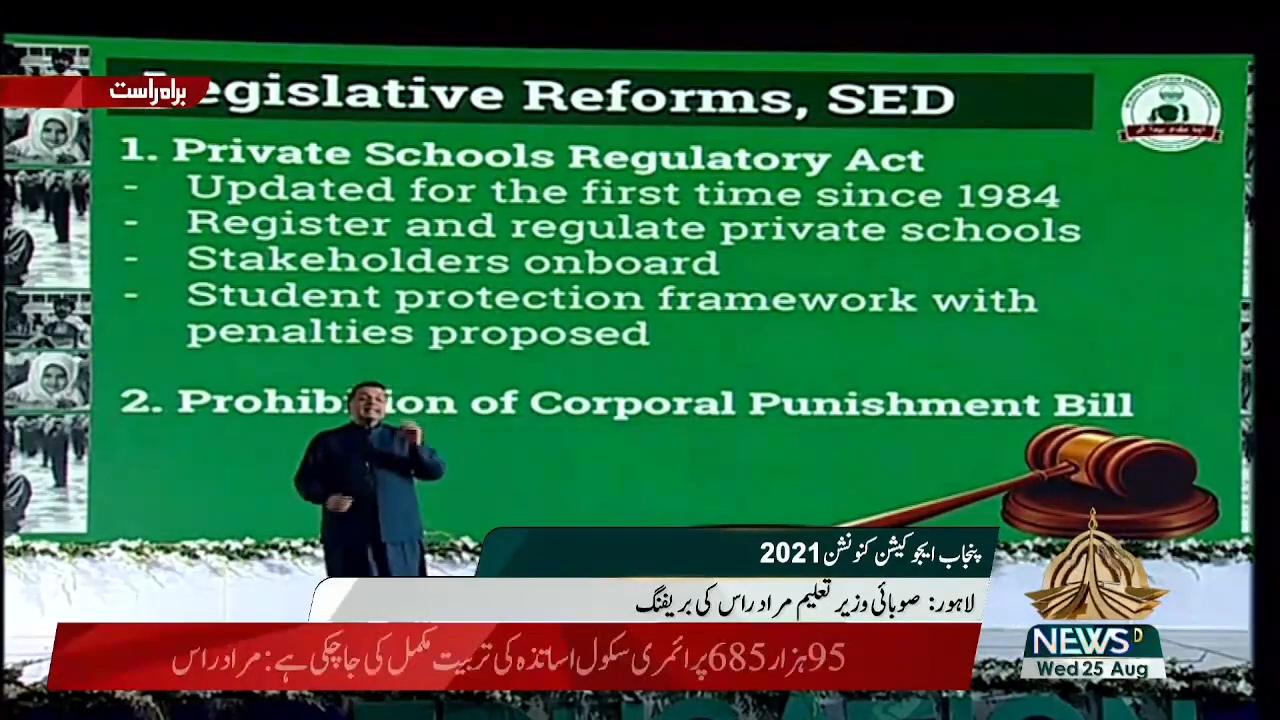 براہ راست
Legislative Reforms, SED
1. Private Schools Regulatory Act
- Updated for the first time since 1984
- Register and regulate private schools
- Stakeholders onboard
- Student protection framework with
penalties proposed
2. Prohibition of Corporal Punishment Bill
پنجاب ایجوکیشن کنونشن 2021
لاہور: صوبائی وزیر تعلیم مراد راس کی بریفنگ
95 ہزار 685 پرائمری سکول اساتذہ کی تربیت مکمل کی جاچکی ہے: مراد راس
NEWS D
Wed 25 Aug